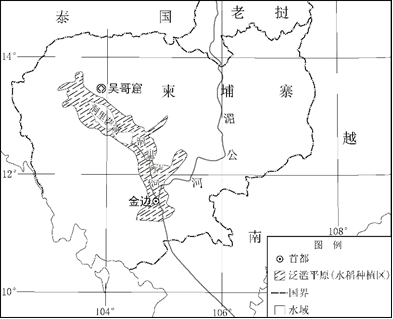 泰国老挝
14°
吴哥窟
柬埔寨
湄公河
越南
12°
金边
108°
10°
104°
106°
图例
首都
泛滥平原(水稻种植区)
国界
水域